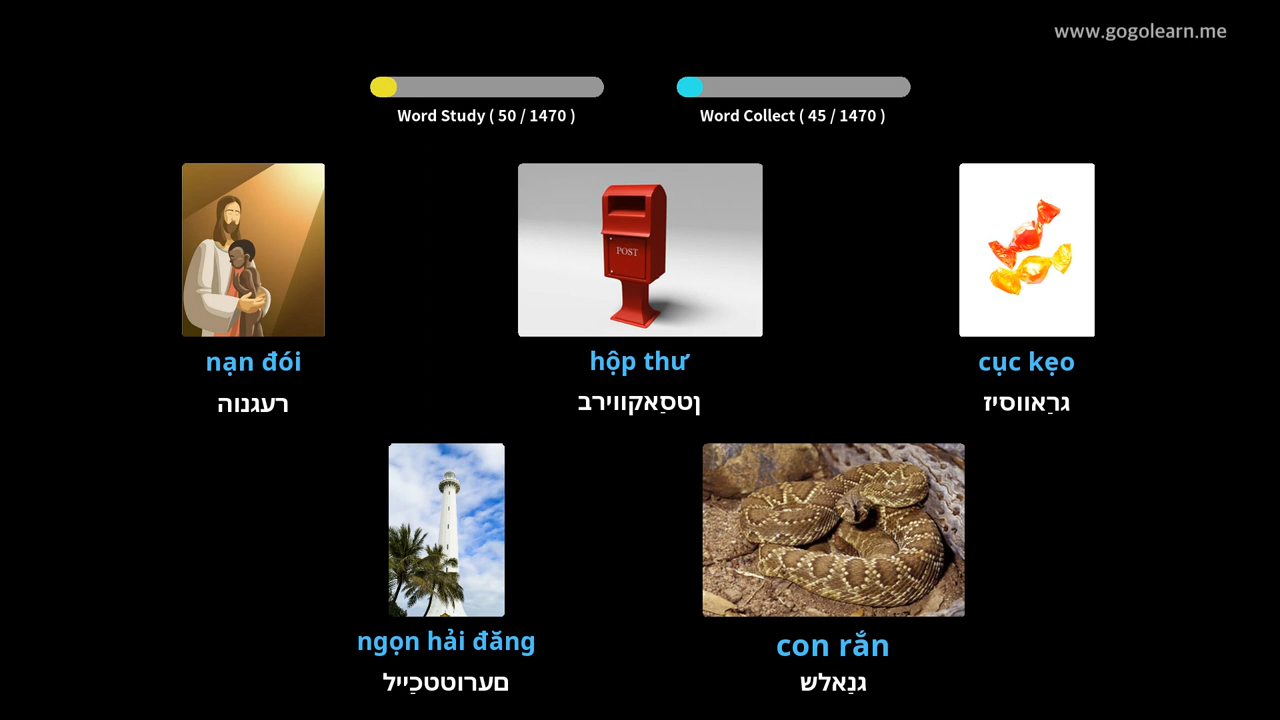 www.gogolearn.me
Word Study ( 50 / 1470 )
Word Collect ( 45 / 1470 )
POST
nạn đói
רעגנוה
hộp thư
ןטסַאקווירב
cục kẹo
גרַאווסיז
ngọn hải đăng
םערוטטכַייל
con rắn
גנַאלש